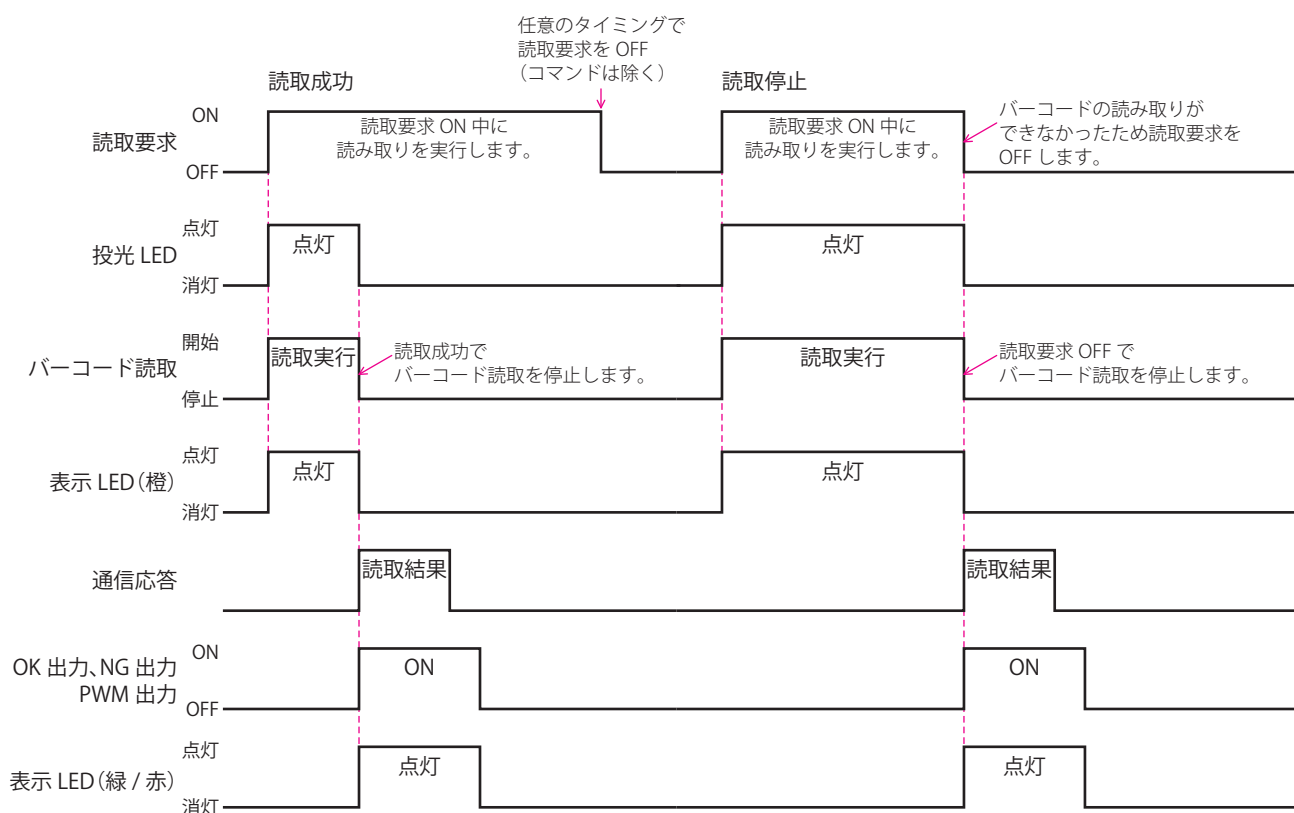 任意のタイミングで
読取要求を OFF
（コマンドは除く）
読取成功
読取停止
読取要求
ON
OFF
読取要求 ON 中に
読み取りを実行します。
読取要求 ON 中に
読み取りを実行します。
バーコードの読み取りが
できなかったため読取要求を
OFF します。
投光 LED
点灯
消灯
点灯
点灯
バーコード読取
開始
停止
読取実行
読取成功で
バーコード読取を停止します。
読取実行
読取要求 OFF で
バーコード読取を停止します。
表示 LED（橙）
点灯
消灯
点灯
点灯
通信応答
読取結果
読取結果
OK 出力、NG 出力
PWM 出力
ON
OFF
ON
ON
表示 LED（緑 / 赤）
点灯
消灯
点灯
点灯